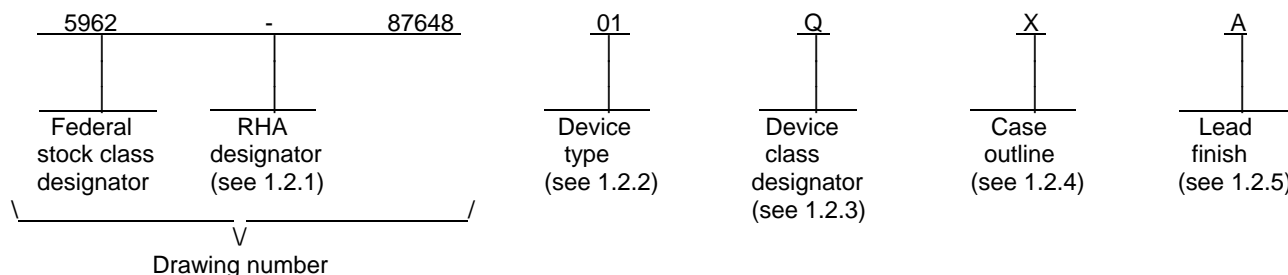 5962 - 87648 01 Q X A
Federal stock class designator
RHA designator (see 1.2.1)
Device type (see 1.2.2)
Device class designator (see 1.2.3)
Case outline (see 1.2.4)
Lead finish (see 1.2.5)
Drawing number